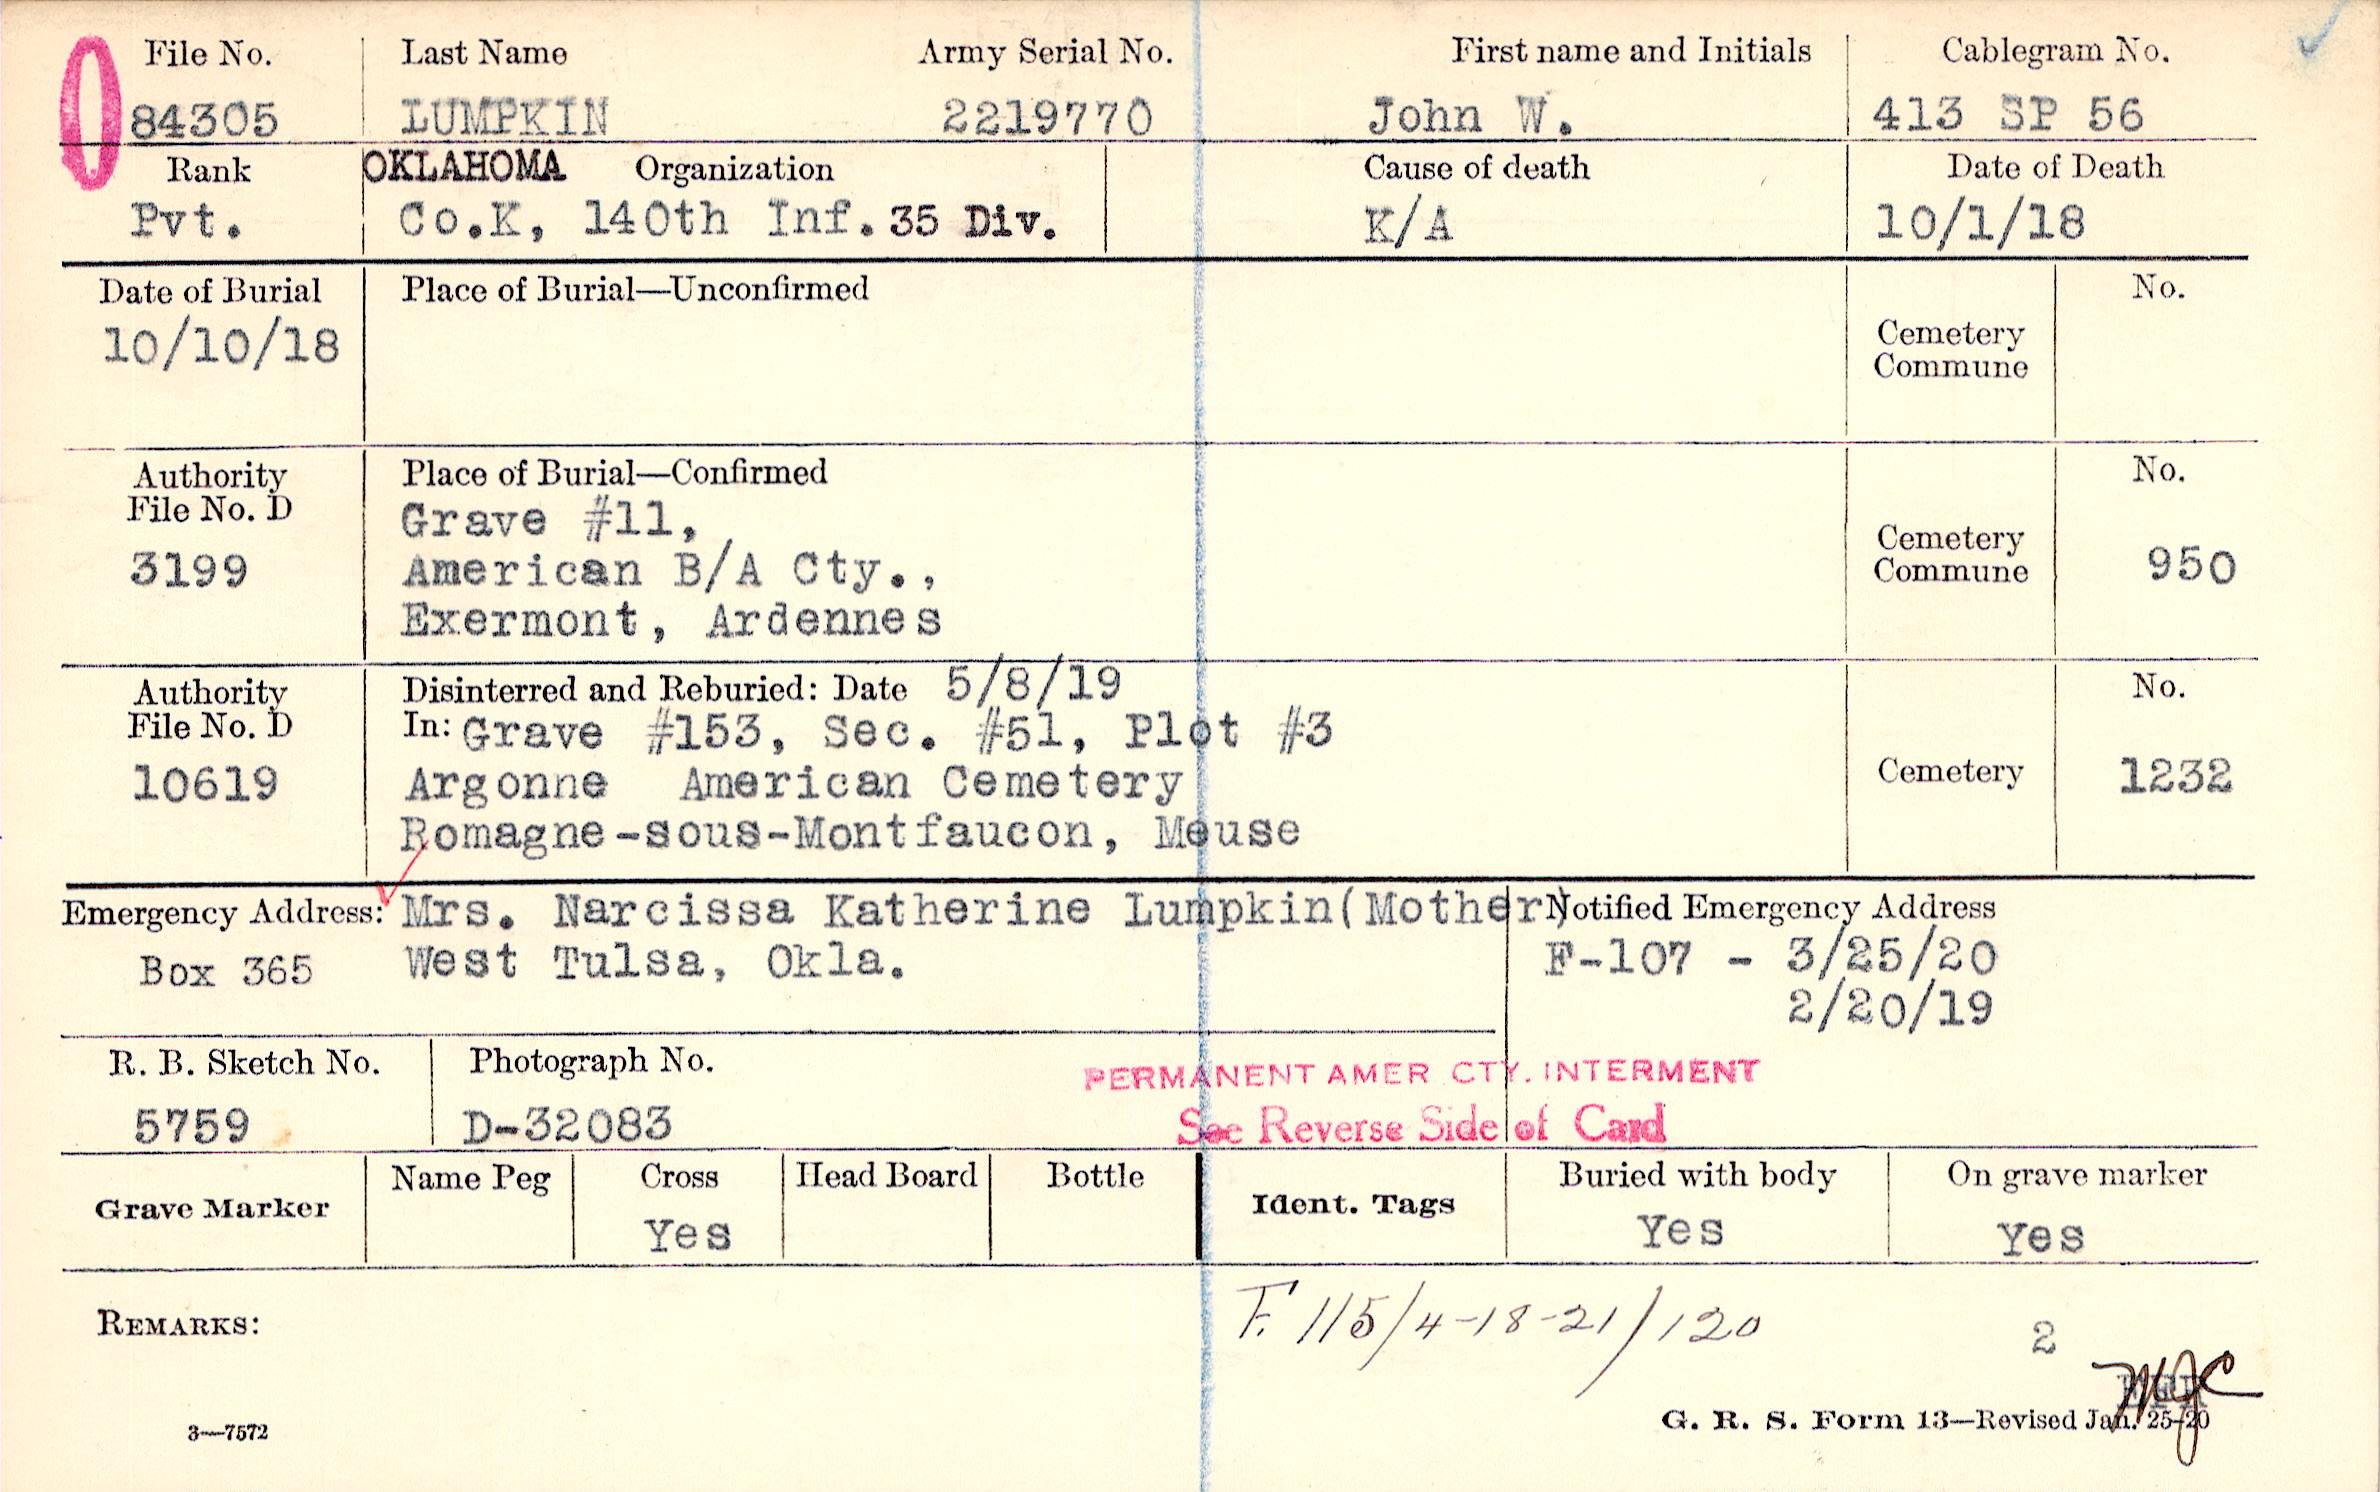 File No. Last Name Army Serial No. First name and Initials Cablegram No.
84305 LUMPKIN 2219770 John W. 413 SP 56
Rank OKLAHOMA Organization Cause of death Date of Death
Pvt. Co.K, 140th Inf. 35 Div. K/A 10/1/18
Date of Burial Place of Burial—Unconfirmed No.
10/10/18
Cemetery
Commune
Authority Place of Burial—Confirmed No.
File No. D Grave #11,
3199 American B/A Cty., Cemetery
Commune 950
Exermont, Ardennes
Authority Disinterred and Reburied: Date 5/8/19 No.
File No. D In: Grave #153, Sec. #51, Plot #3
10619 Argonne American Cemetery Cemetery 1232
Romagne-sous-Montfaucon, Meuse
Emergency Address: Mrs. Narcissa Katherine Lumpkin(Mother) Notified Emergency Address
Box 365 West Tulsa, Okla. F-107 - 3/25/20
2/20/19
R. B. Sketch No. Photograph No.
PERMANENT AMER CTY. INTERMENT
5759 D-32083 See Reverse Side of Card
Grave Marker Name Peg Cross Head Board Bottle Ident. Tags Buried with body On grave marker
Yes Yes Yes
REMARKS: F. 115/4-18-21/120 2
MJC
3—7572 G. R. S. Form 13—Revised Jan. 25-20